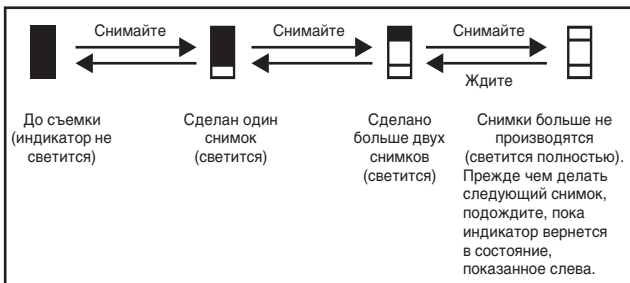 Снимайте
Снимайте
Снимайте
Ждите
До съемки
(индикатор не
светится)
Сделан один
снимок
(светится)
Сделано
больше двух
снимков
(светится)
Снимки больше не
производятся
(светится полностью).
Прежде чем делать
следующий снимок,
подождите, пока
индикатор вернется
в состояние,
показанное слева.